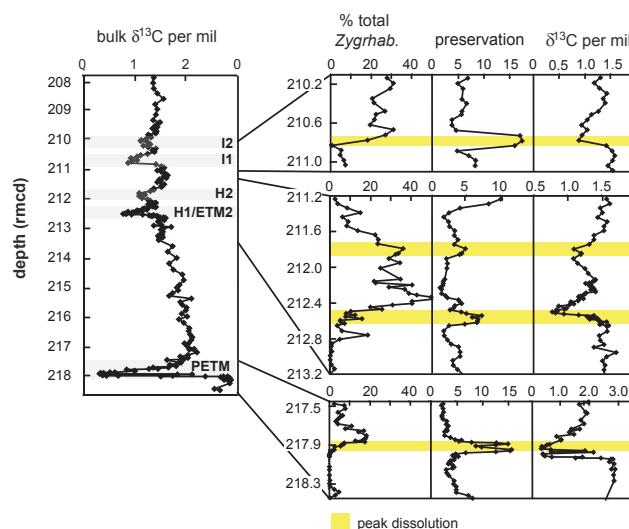 bulk δ13C per mil
0 1 2 0
208
209
210
211
212
213
214
215
216
217
218
depth (rmcd)
I2
I1
H2
H1/ETM2
PETM
% total
Zygrhab.
preservation
δ13C per mil
0 20 40 0 5 10 15 0 0.5 1.0 1.5
210.2
210.6
211.0
0 20 40 0 5 10 15 0.5 1.0 1.5
211.2
211.6
212.0
212.4
212.8
213.2
0 20 40 0 5 10 15 0 1.0 2.0 3.0
217.5
217.9
218.3
peak dissolution